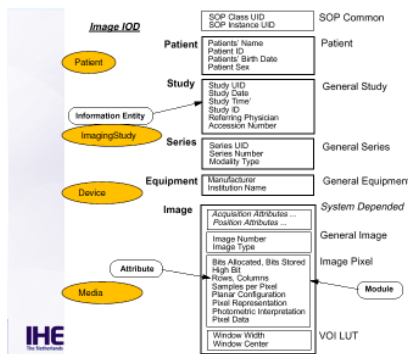 Image IOD
SOP Class UID
SOP Instance UID
SOP Common
Patient
Patient
Patients' Name
Patient ID
Patients' Birth Date
Patient Sex
Patient
Study
Study UID
Study Date
Study Time'
Study ID
Referring Physician
Accession Number
General Study
Information Entity
ImagingStudy
Series
Series UID
Series Number
Modality Type
General Series
Device
Equipment
Manufacturer
Institution Name
General Equipment
Image
System Depended
Acquisition Attributes ...
Position Attributes ...
Image Number
Image Type
General Image
Attribute
Bits Allocated, Bits Stored
High Bit
Rows, Columns
Samples per Pixel
Planar Configuration
Pixel Representation
Photometric Interpretation
Pixel Data
Image Pixel
Module
Media
Window Width
Window Center
VOI LUT
IHE
The Netherlands